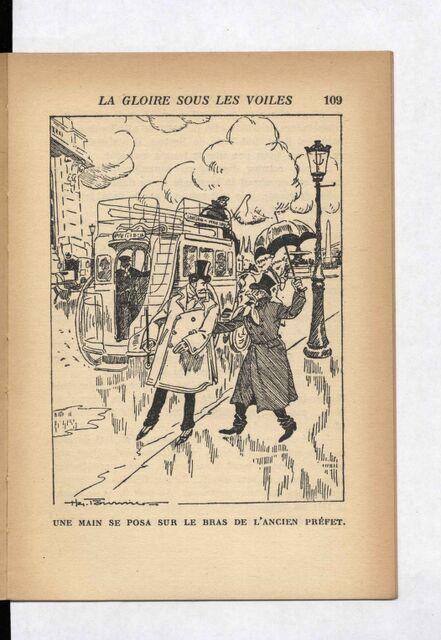 LA GLOIRE SOUS LES VOILES 109
UNE MAIN SE POSA SUR LE BRAS DE L'ANCIEN PRÉFET.